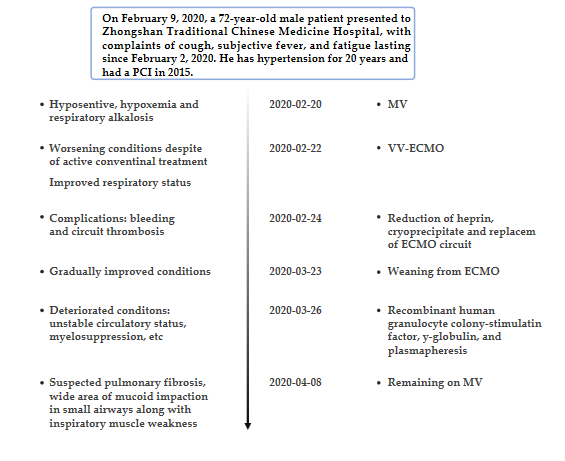 On February 9, 2020, a 72-year-old male patient presented to
Zhongshan Traditional Chinese Medicine Hospital, with
complaints of cough, subjective fever, and fatigue lasting
since February 2, 2020. He has hypertension for 20 years and
had a PCI in 2015.
• Hyposentive, hypoxemia and
respiratory alkalosis
2020-02-20
• MV
• Worsening conditions despite
of active conventinal treatment
Improved respiratory status
2020-02-22
• VV-ECMO
• Complications: bleeding
and circuit thrombosis
2020-02-24
• Reduction of heprin,
cryoprecipitate and replacem
of ECMO circuit
• Gradually improved conditions
2020-03-23
• Weaning from ECMO
• Deteriorated conditons:
unstable circulatory status,
myelosuppression, etc
2020-03-26
• Recombinant human
granulocyte colony-stimulatin
factor, y-globulin, and
plasmapheresis
• Suspected pulmonary fibrosis,
wide area of mucoid impaction
in small airways along with
inspiratory muscle weakness
2020-04-08
• Remaining on MV